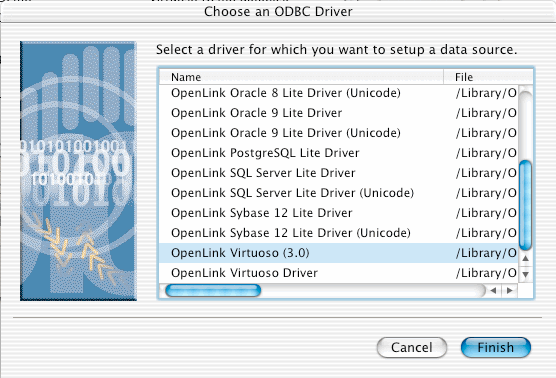 Choose an ODBC Driver
Select a driver for which you want to setup a data source.
Name File
OpenLink Oracle 8 Lite Driver (Unicode) /Library/O
OpenLink Oracle 9 Lite Driver /Library/O
OpenLink Oracle 9 Lite Driver (Unicode) /Library/O
OpenLink PostgreSQL Lite Driver /Library/O
OpenLink SQL Server Lite Driver /Library/O
OpenLink SQL Server Lite Driver (Unicode) /Library/O
OpenLink Sybase 12 Lite Driver /Library/O
OpenLink Sybase 12 Lite Driver (Unicode) /Library/O
OpenLink Virtuoso (3.0) /Library/O
OpenLink Virtuoso Driver /Library/O
Cancel Finish